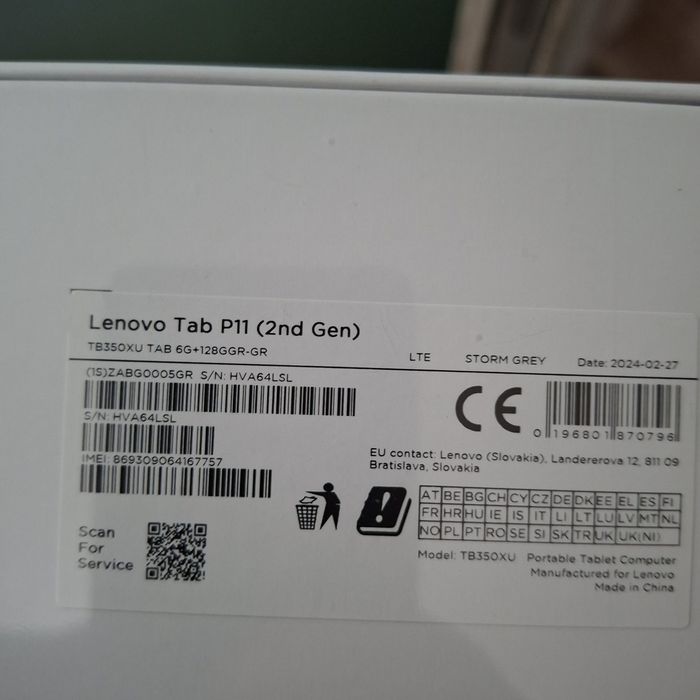 Lenovo Tab P11 (2nd Gen)
TB350XU TAB 6G+128GGR-GR LTE STORM GREY Date: 2024-02-27
(1S)ZABG0005GR S/N: HVA64LSL
S/N: HVA64LSL
CE
0 196801 870796
IMEI: 869309064167757
EU contact: Lenovo (Slovakia), Landererova 12, 811 09
Bratislava, Slovakia
AT BE BG CH CY CZ DE DK EE EL ES FI
FR HR HU IE IS IT LI LT LU LV MT NL
NO PL PT RO SE SI SK TR UK UK(NI)
Scan
For
Service
Model: TB350XU Portable Tablet Computer
Manufactured for Lenovo
Made in China